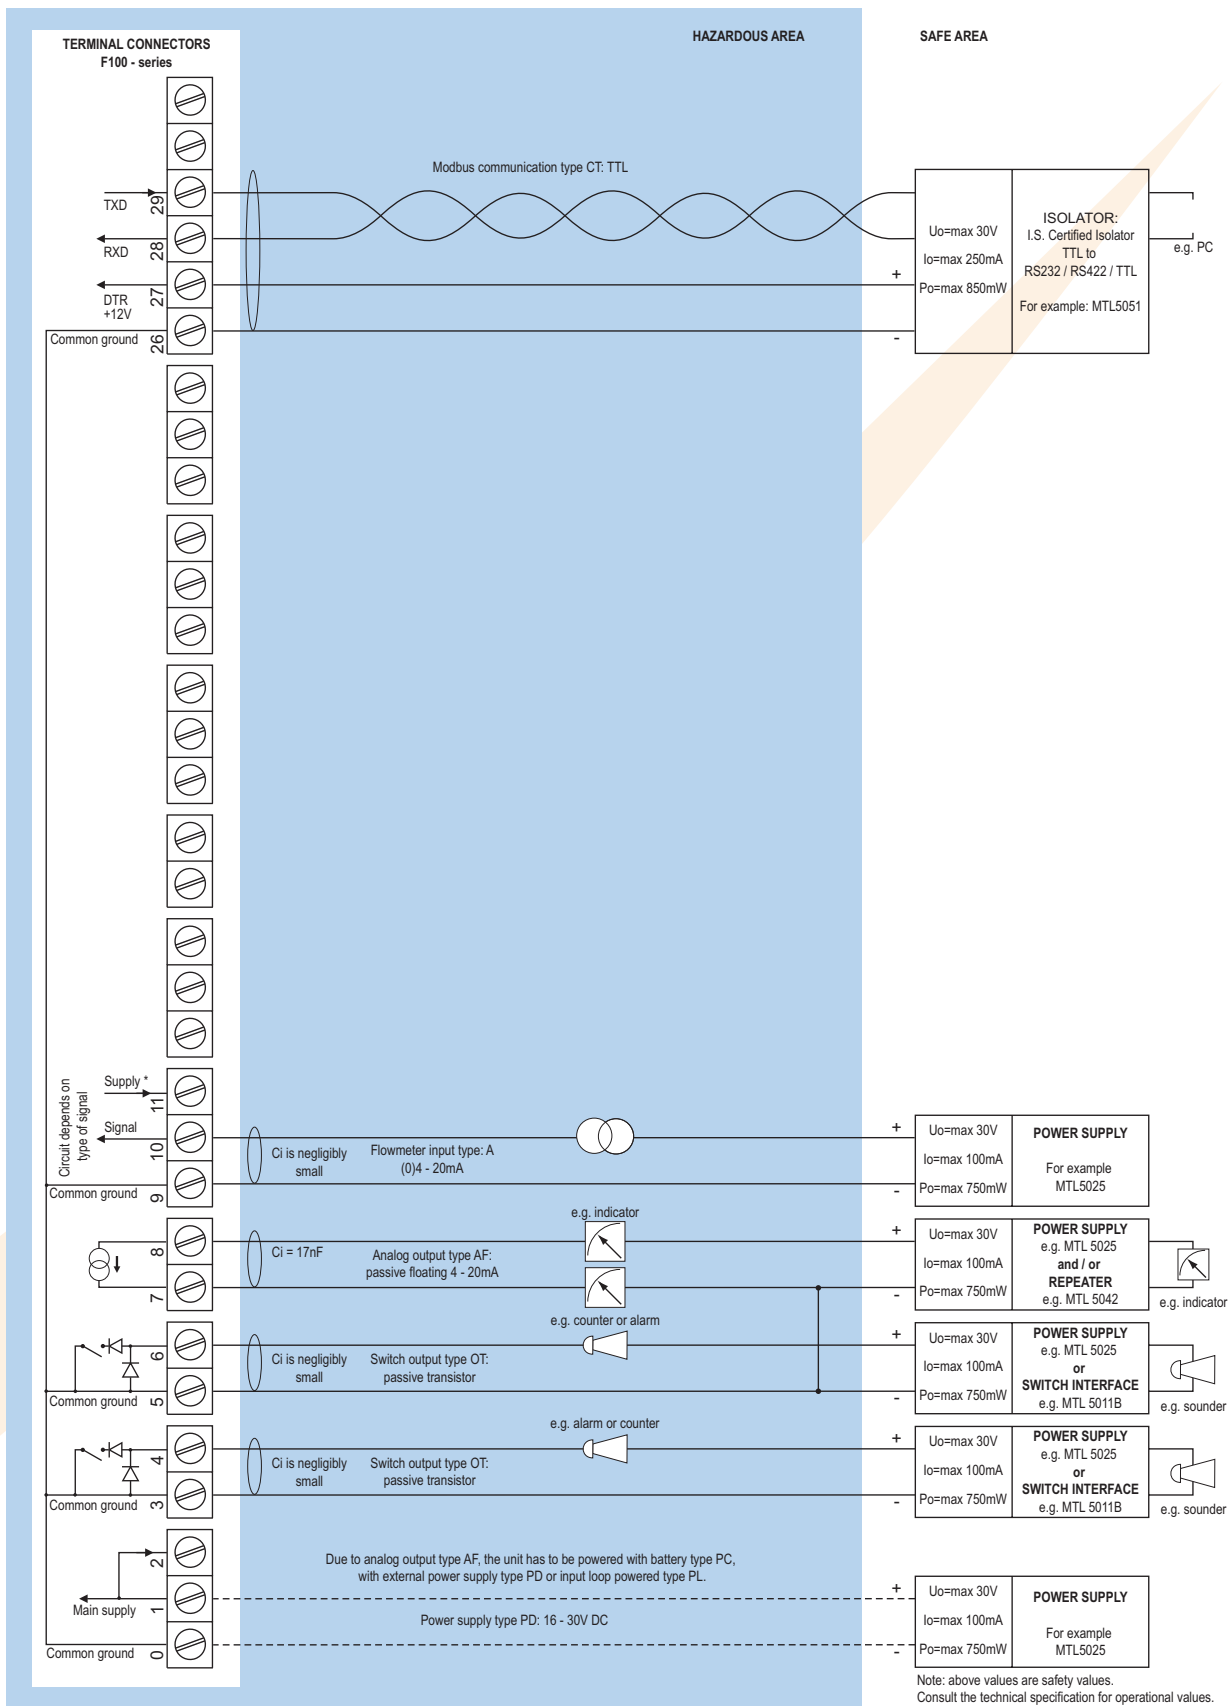 HAZARDOUS AREA
SAFE AREA
TERMINAL CONNECTORS
F100 - series
Modbus communication type CT: TTL
TXD
29
RXD
28
DTR
+12V
27
Common ground
26
+
-
Uo=max 30V
Io=max 250mA
Po=max 850mW
ISOLATOR:
I.S. Certified Isolator
TTL to
RS232 / RS422 / TTL
For example: MTL5051
e.g. PC
Circuit depends on
type of signal
Supply *
11
Signal
10
Common ground
9
Ci is negligibly
small
Flowmeter input type: A
(0)4 - 20mA
+
-
Uo=max 30V
Io=max 100mA
Po=max 750mW
POWER SUPPLY
For example
MTL5025
8
7
Ci = 17nF
Analog output type AF:
passive floating 4 - 20mA
e.g. indicator
+
-
Uo=max 30V
Io=max 100mA
Po=max 750mW
POWER SUPPLY
e.g. MTL 5025
and / or
REPEATER
e.g. MTL 5042
e.g. indicator
6
Common ground
5
Ci is negligibly
small
Switch output type OT:
passive transistor
e.g. counter or alarm
+
-
Uo=max 30V
Io=max 100mA
Po=max 750mW
POWER SUPPLY
e.g. MTL 5025
or
SWITCH INTERFACE
e.g. MTL 5011B
e.g. sounder
4
Common ground
3
Ci is negligibly
small
Switch output type OT:
passive transistor
e.g. alarm or counter
+
-
Uo=max 30V
Io=max 100mA
Po=max 750mW
POWER SUPPLY
e.g. MTL 5025
or
SWITCH INTERFACE
e.g. MTL 5011B
e.g. sounder
2
Main supply
1
Common ground
0
Due to analog output type AF, the unit has to be powered with battery type PC,
with external power supply type PD or input loop powered type PL.
Power supply type PD: 16 - 30V DC
+
-
Uo=max 30V
Io=max 100mA
Po=max 750mW
POWER SUPPLY
For example
MTL5025
Note: above values are safety values.
Consult the technical specification for operational values.